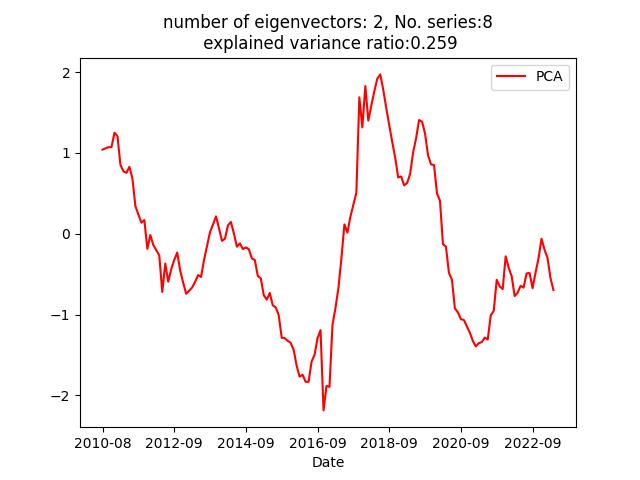 number of eigenvectors: 2, No. series:8
explained variance ratio:0.259
PCA
2
1
0
−1
−2
2010-08 2012-09 2014-09 2016-09 2018-09 2020-09 2022-09
Date